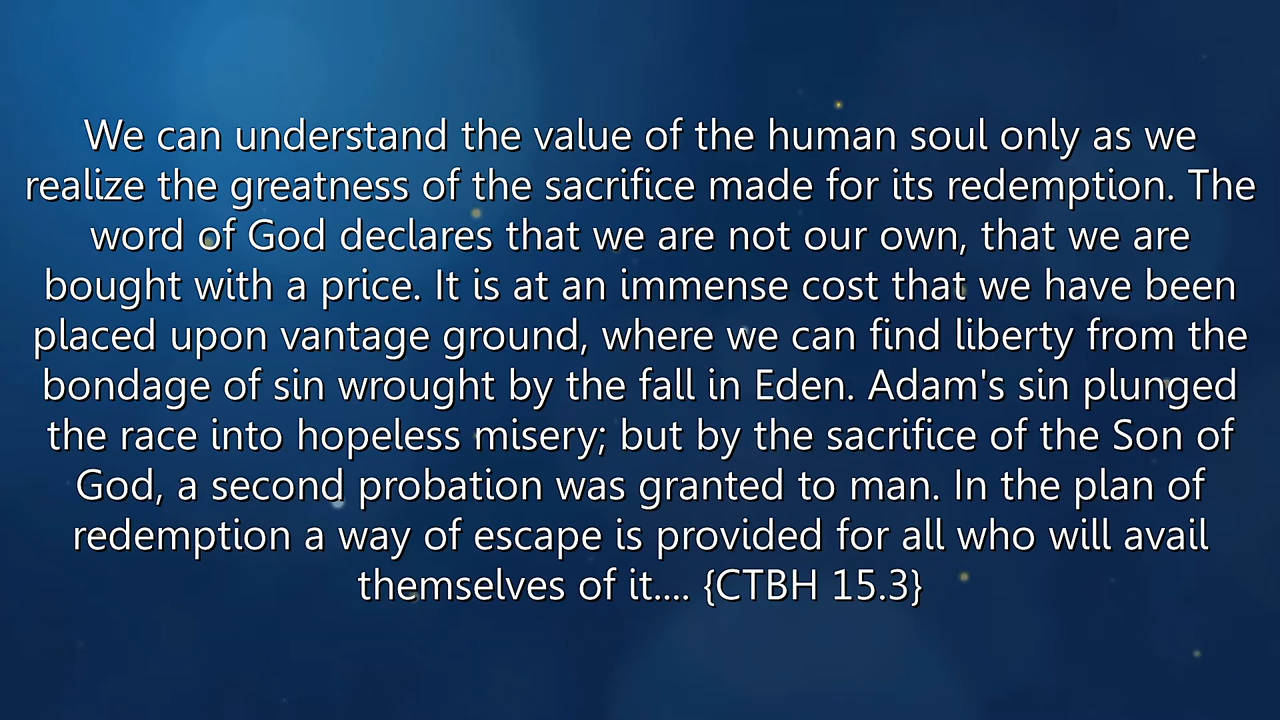 We can understand the value of the human soul only as we
realize the greatness of the sacrifice made for its redemption. The
word of God declares that we are not our own, that we are
bought with a price. It is at an immense cost that we have been
placed upon vantage ground, where we can find liberty from the
bondage of sin wrought by the fall in Eden. Adam's sin plunged
the race into hopeless misery; but by the sacrifice of the Son of
God, a second probation was granted to man. In the plan of
redemption a way of escape is provided for all who will avail
themselves of it.... {CTBH 15.3}